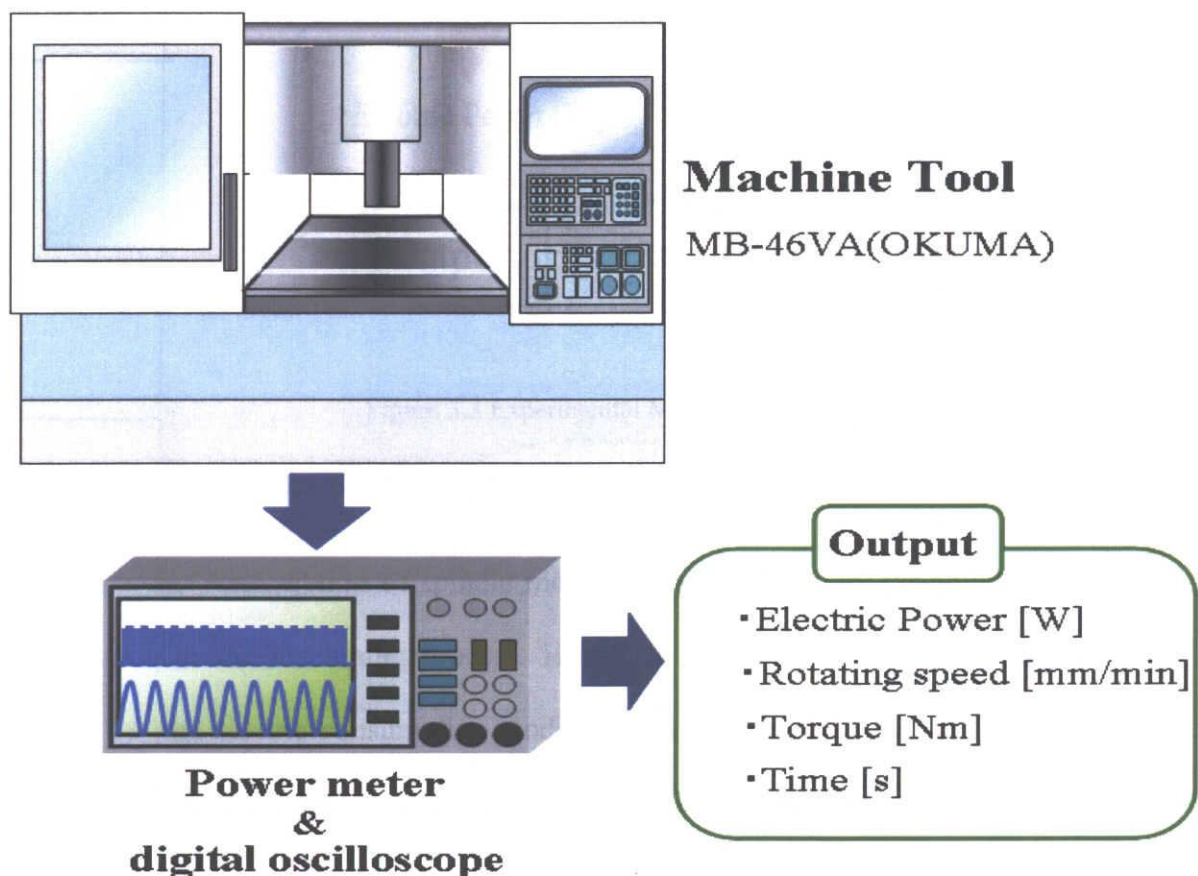 Machine Tool
MB-46VA(OKUMA)
Output
・Electric Power [W]
・Rotating speed [mm/min]
・Torque [Nm]
・Time [s]
Power meter
&
digital oscilloscope